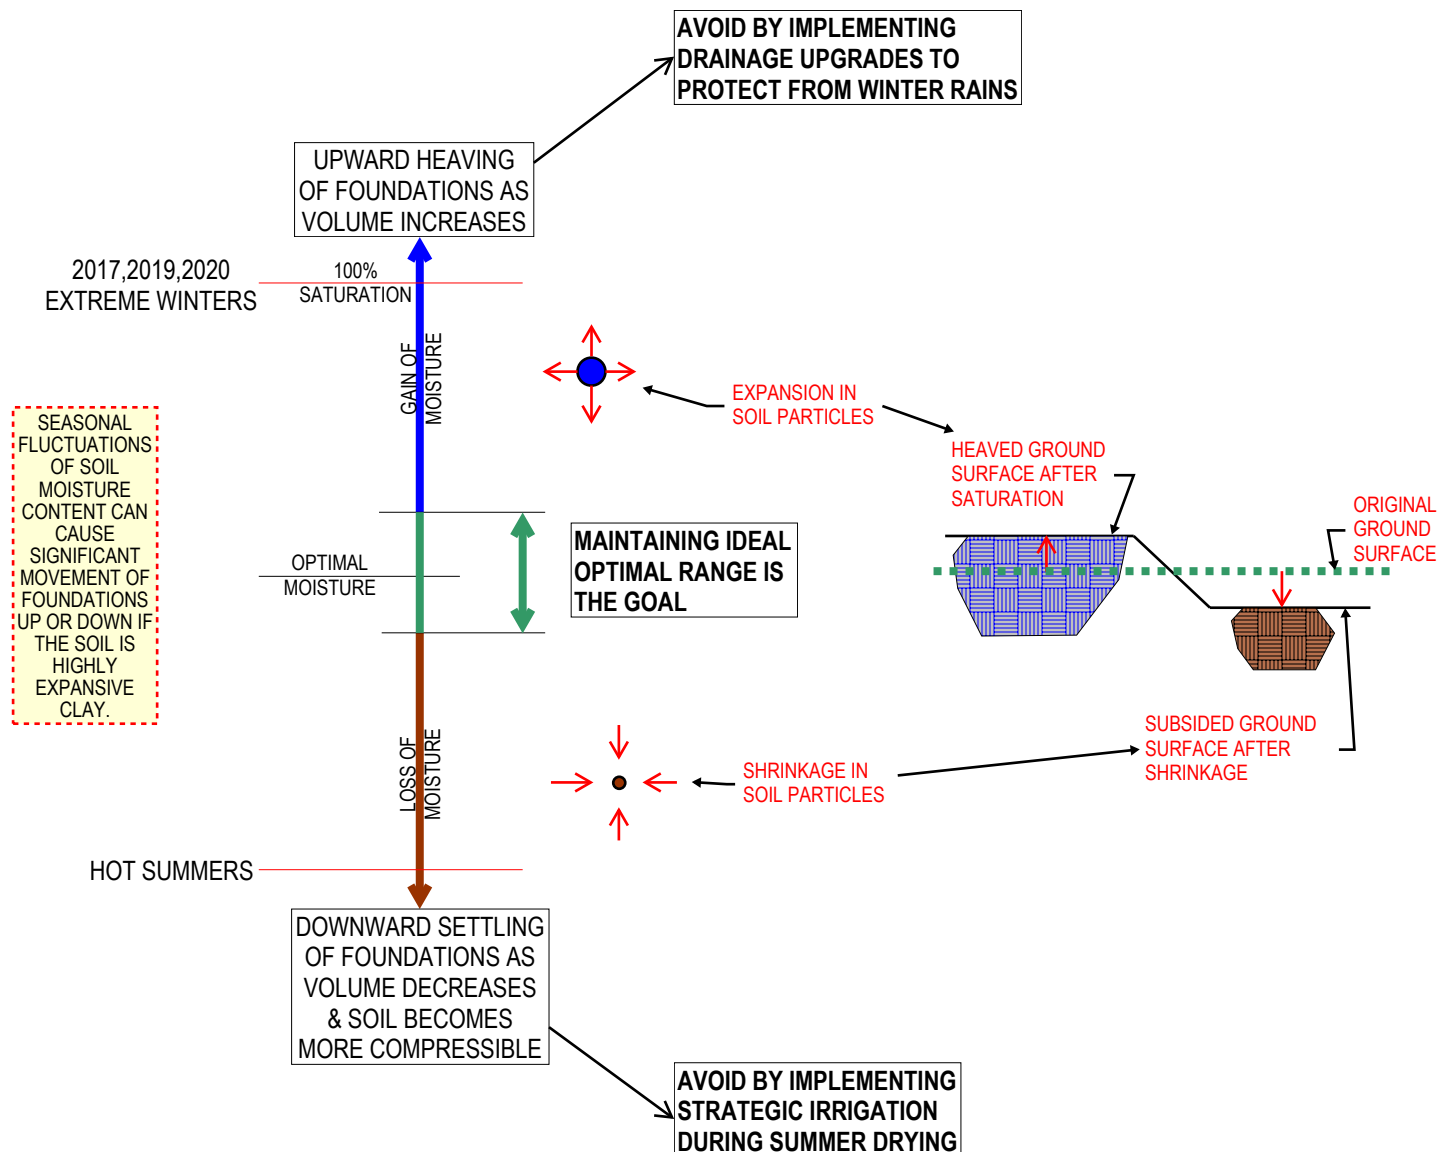 AVOID BY IMPLEMENTING
DRAINAGE UPGRADES TO
PROTECT FROM WINTER RAINS
UPWARD HEAVING
OF FOUNDATIONS AS
VOLUME INCREASES
2017,2019,2020
EXTREME WINTERS
100%
SATURATION
GAIN OF
MOISTURE
EXPANSION IN
SOIL PARTICLES
HEAVED GROUND
SURFACE AFTER
SATURATION
ORIGINAL
GROUND
SURFACE
SEASONAL
FLUCTUATIONS
OF SOIL
MOISTURE
CONTENT CAN
CAUSE
SIGNIFICANT
MOVEMENT OF
FOUNDATIONS
UP OR DOWN IF
THE SOIL IS
HIGHLY
EXPANSIVE
CLAY.
OPTIMAL
MOISTURE
MAINTAINING IDEAL
OPTIMAL RANGE IS
THE GOAL
LOSS OF
MOISTURE
SHRINKAGE IN
SOIL PARTICLES
SUBSIDED GROUND
SURFACE AFTER
SHRINKAGE
HOT SUMMERS
DOWNWARD SETTLING
OF FOUNDATIONS AS
VOLUME DECREASES
& SOIL BECOMES
MORE COMPRESSIBLE
AVOID BY IMPLEMENTING
STRATEGIC IRRIGATION
DURING SUMMER DRYING